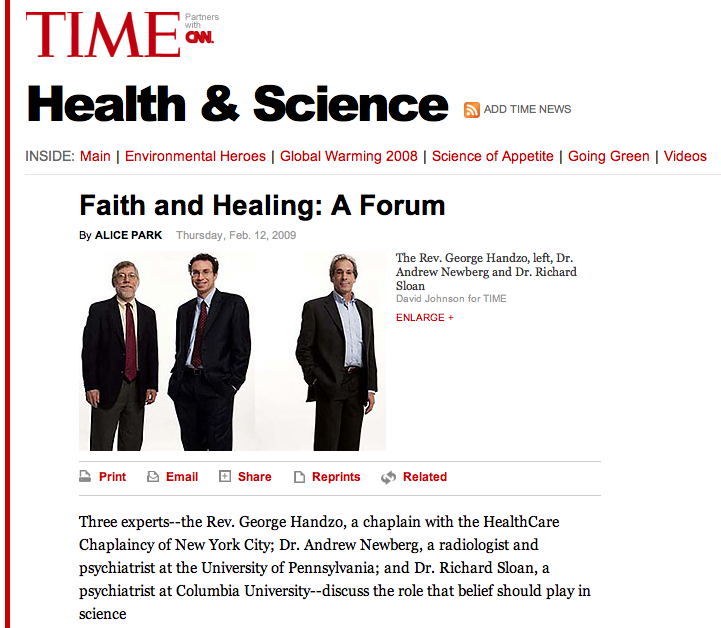 TIME
Partners
with
CNN.
Health & Science
ADD TIME NEWS
INSIDE: Main | Environmental Heroes | Global Warming 2008 | Science of Appetite | Going Green | Videos
Faith and Healing: A Forum
By ALICE PARK Thursday, Feb. 12, 2009
The Rev. George Handzo, left, Dr.
Andrew Newberg and Dr. Richard
Sloan
David Johnson for TIME
ENLARGE +
Print Email Share Reprints Related
Three experts--the Rev. George Handzo, a chaplain with the HealthCare
Chaplaincy of New York City; Dr. Andrew Newberg, a radiologist and
psychiatrist at the University of Pennsylvania; and Dr. Richard Sloan, a
psychiatrist at Columbia University--discuss the role that belief should play in
science